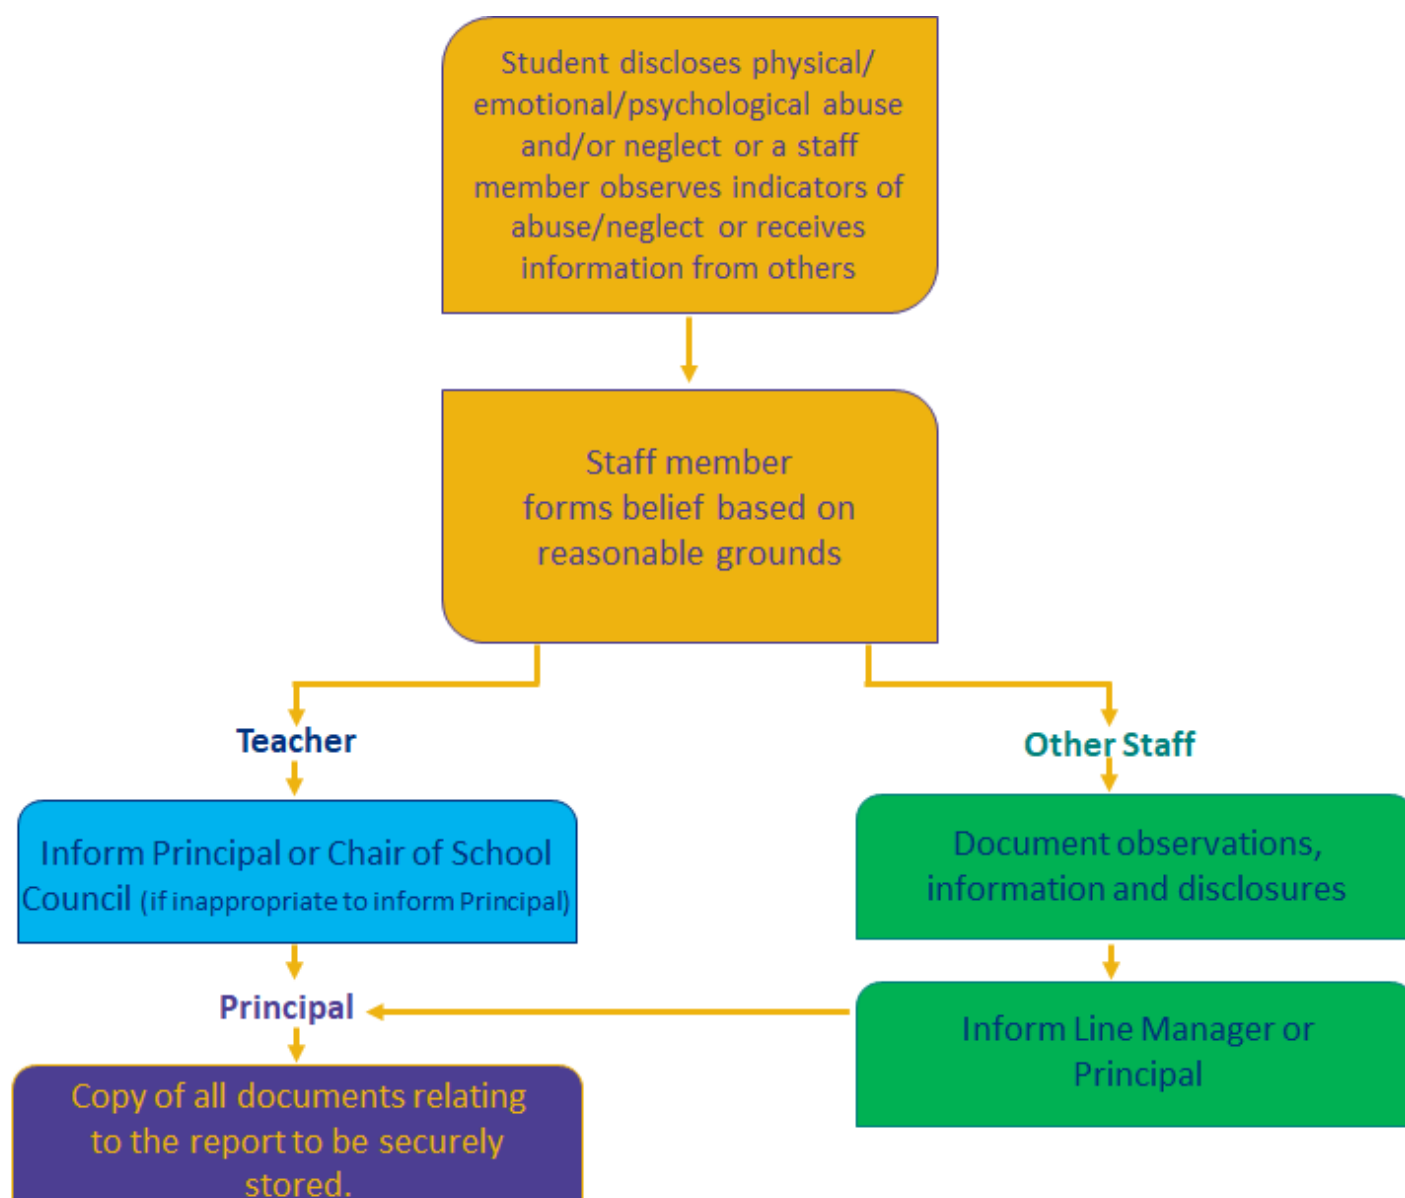 Student discloses physical/
emotional/psychological abuse
and/or neglect or a staff
member observes indicators of
abuse/neglect or receives
information from others
Staff member
forms belief based on
reasonable grounds
Teacher
Other Staff
Inform Principal or Chair of School
Council (if inappropriate to inform Principal)
Document observations,
information and disclosures
Principal
Inform Line Manager or
Principal
Copy of all documents relating
to the report to be securely
stored.